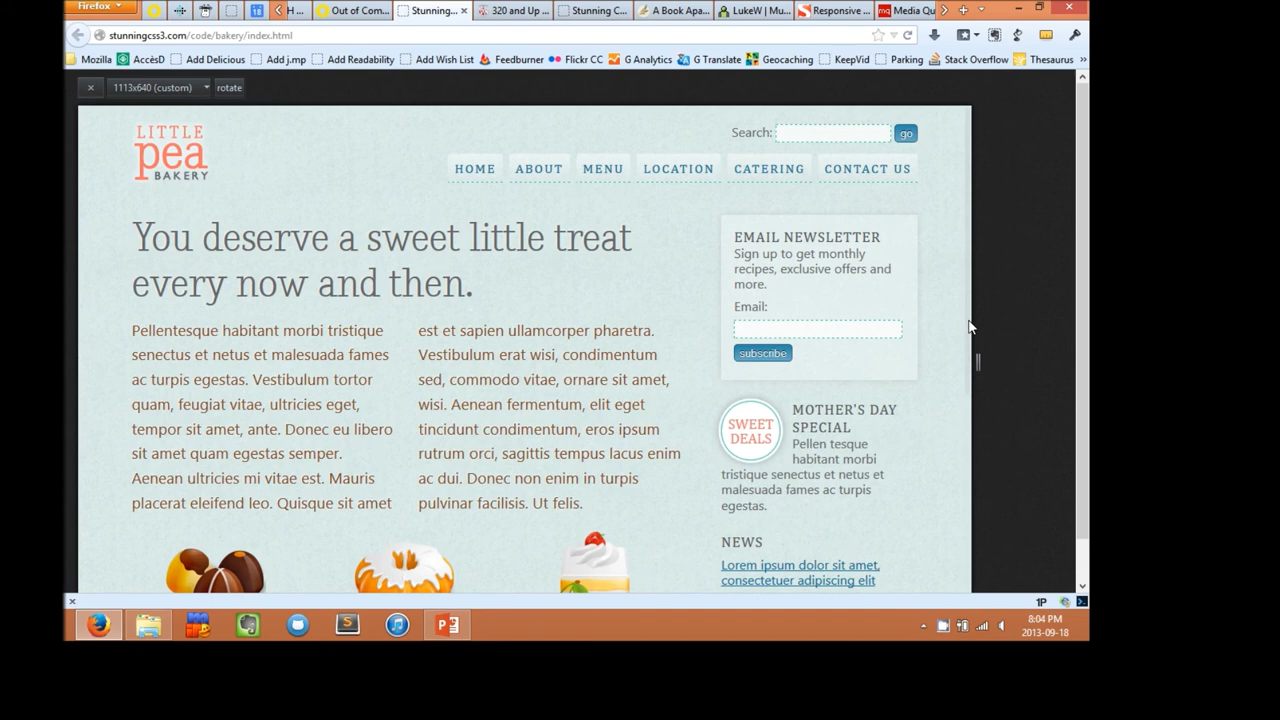 Firefox
18
H ...
Out of Com...
Stunning...
320 and Up ...
Stunning C...
A Book Apa...
LukeW | Mu...
Responsive ...
mq Media Qu
stunningcss3.com/code/bakery/index.html
Mozilla
AccèsD
Add Delicious
Add j.mp
Add Readability
Add Wish List
Feedburner
Flickr CC
G Analytics
G Translate
Geocaching
KeepVid
Parking
Stack Overflow
Thesaurus
»
× 1113x640 (custom) rotate
LITTLE
pea
BAKERY
Search: go
HOME ABOUT MENU LOCATION CATERING CONTACT US
You deserve a sweet little treat
every now and then.
Pellentesque habitant morbi tristique
senectus et netus et malesuada fames
ac turpis egestas. Vestibulum tortor
quam, feugiat vitae, ultricies eget,
tempor sit amet, ante. Donec eu libero
sit amet quam egestas semper.
Aenean ultricies mi vitae est. Mauris
placerat eleifend leo. Quisque sit amet
est et sapien ullamcorper pharetra.
Vestibulum erat wisi, condimentum
sed, commodo vitae, ornare sit amet,
wisi. Aenean fermentum, elit eget
tincidunt condimentum, eros ipsum
rutrum orci, sagittis tempus lacus enim
ac dui. Donec non enim in turpis
pulvinar facilisis. Ut felis.
EMAIL NEWSLETTER
Sign up to get monthly
recipes, exclusive offers and
more.
Email:
subscribe
SWEET
DEALS
MOTHER'S DAY
SPECIAL
Pellen tesque
habitant morbi
tristique senectus et netus et
malesuada fames ac turpis
egestas.
NEWS
Lorem ipsum dolor sit amet,
consectetuer adipiscing elit
× 1P
8:04 PM
2013-09-18